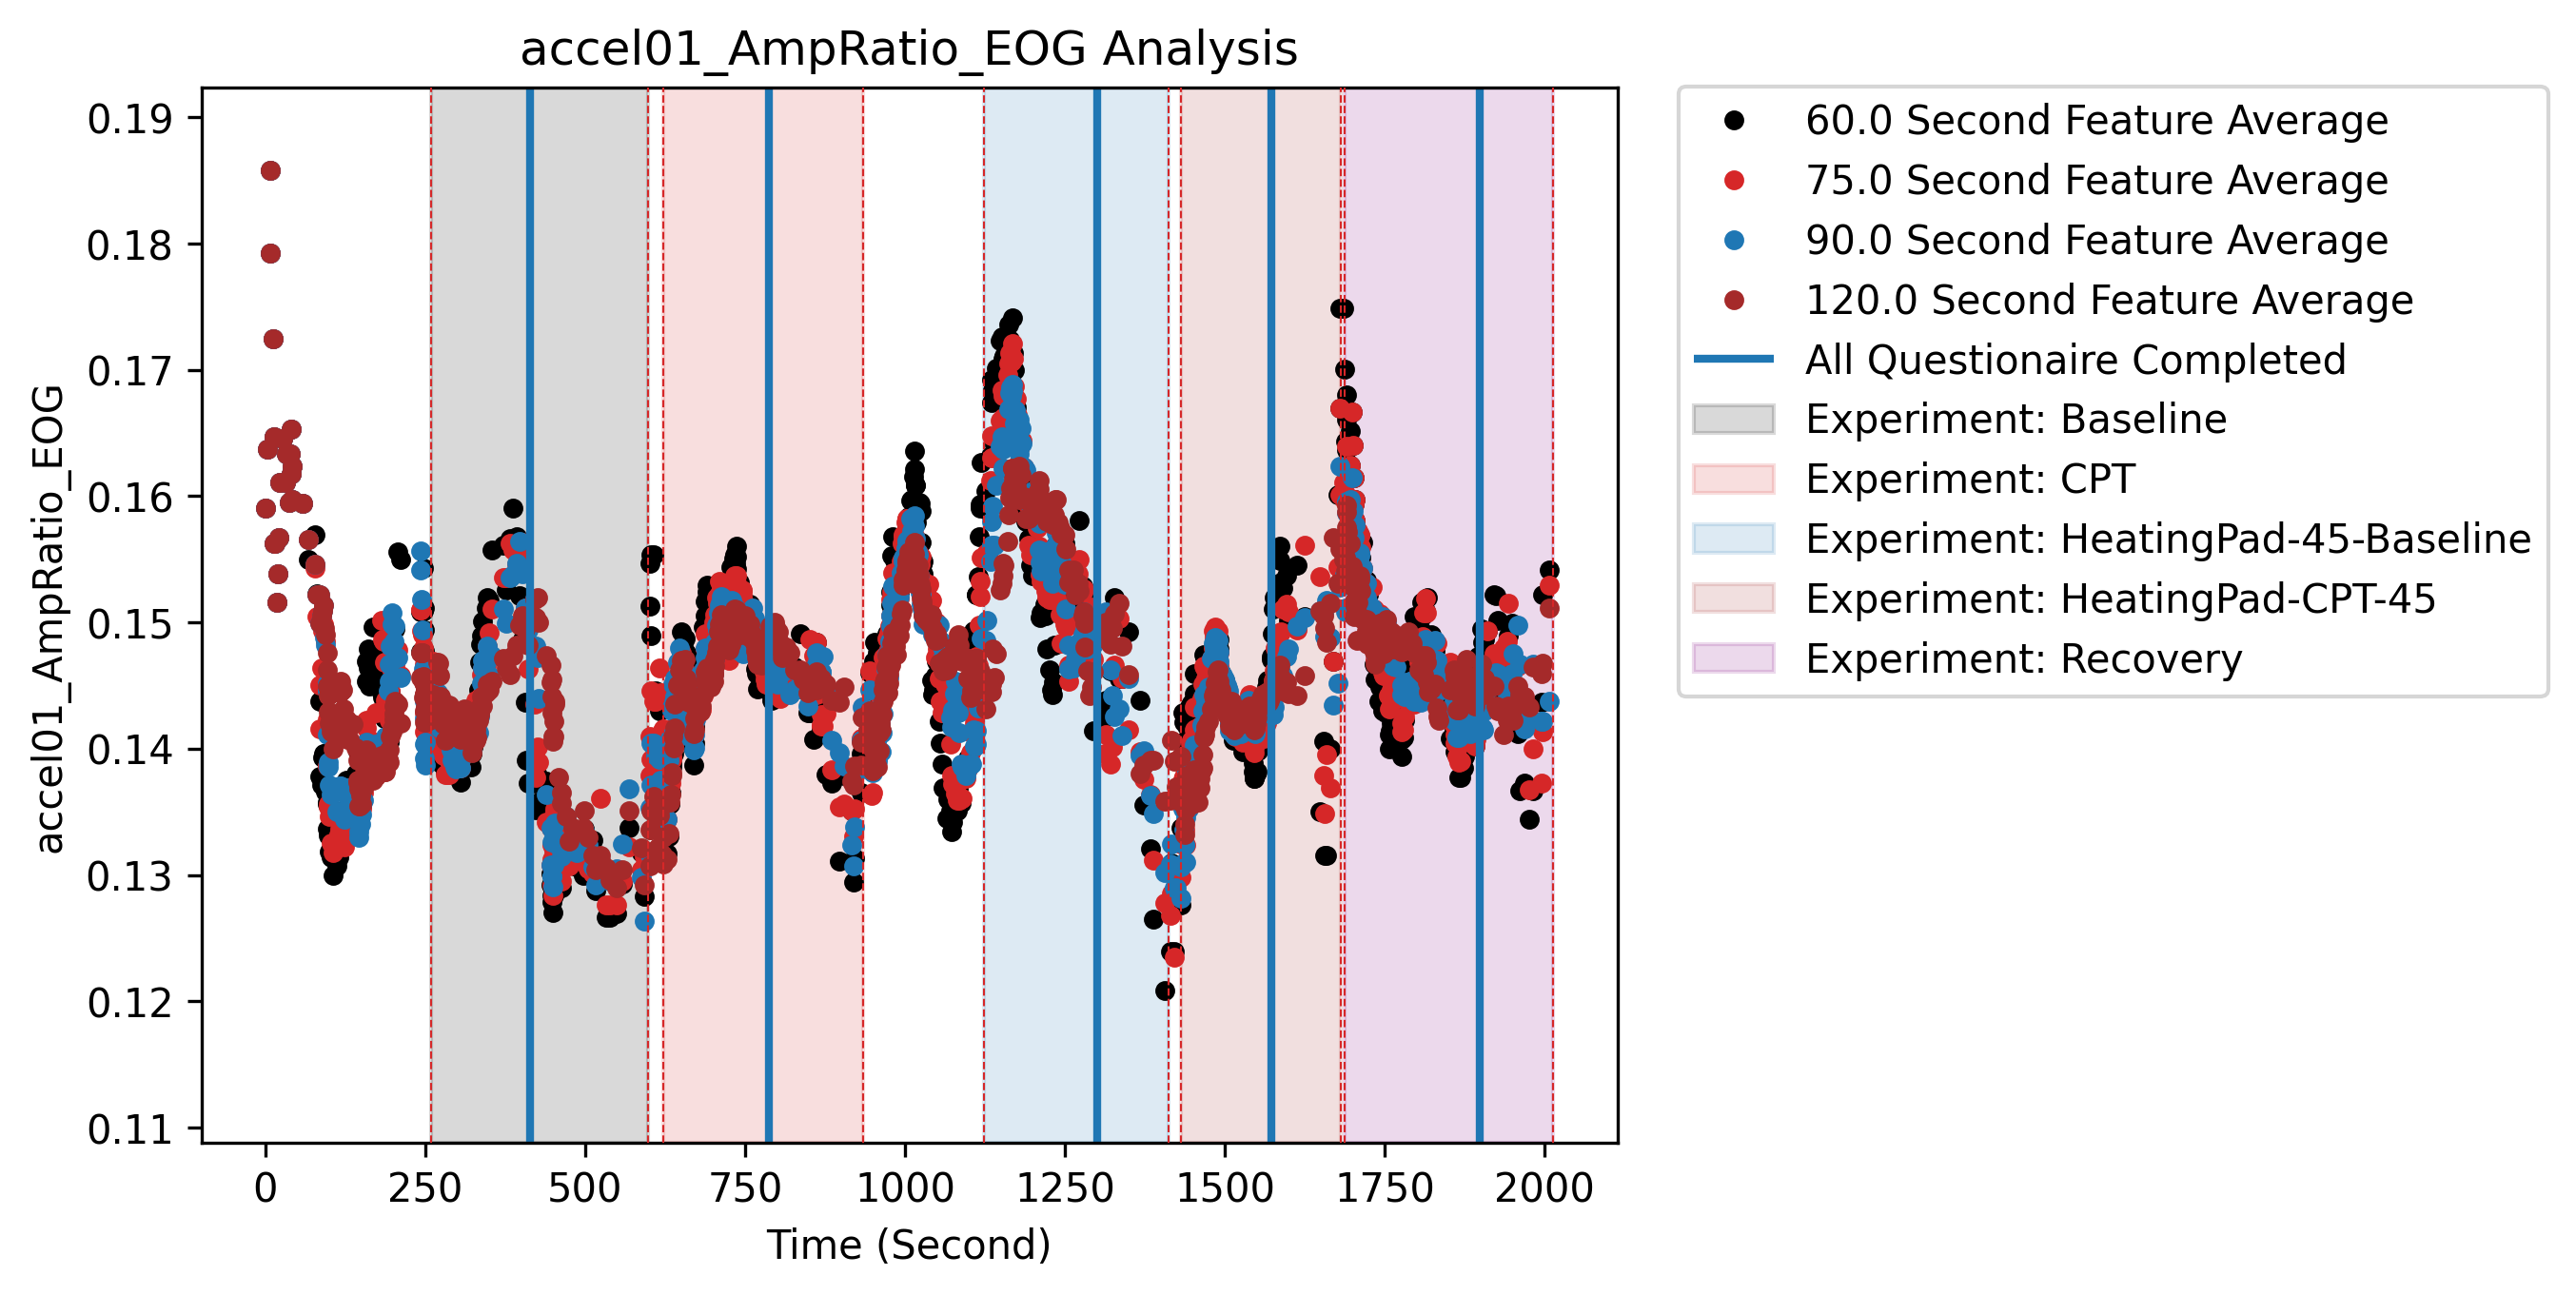 accel01_AmpRatio_EOG Analysis
accel01_AmpRatio_EOG
0.19
0.18
0.17
0.16
0.15
0.14
0.13
0.12
0.11
0 250 500 750 1000 1250 1500 1750 2000
Time (Second)
60.0 Second Feature Average
75.0 Second Feature Average
90.0 Second Feature Average
120.0 Second Feature Average
All Questionaire Completed
Experiment: Baseline
Experiment: CPT
Experiment: HeatingPad-45-Baseline
Experiment: HeatingPad-CPT-45
Experiment: Recovery